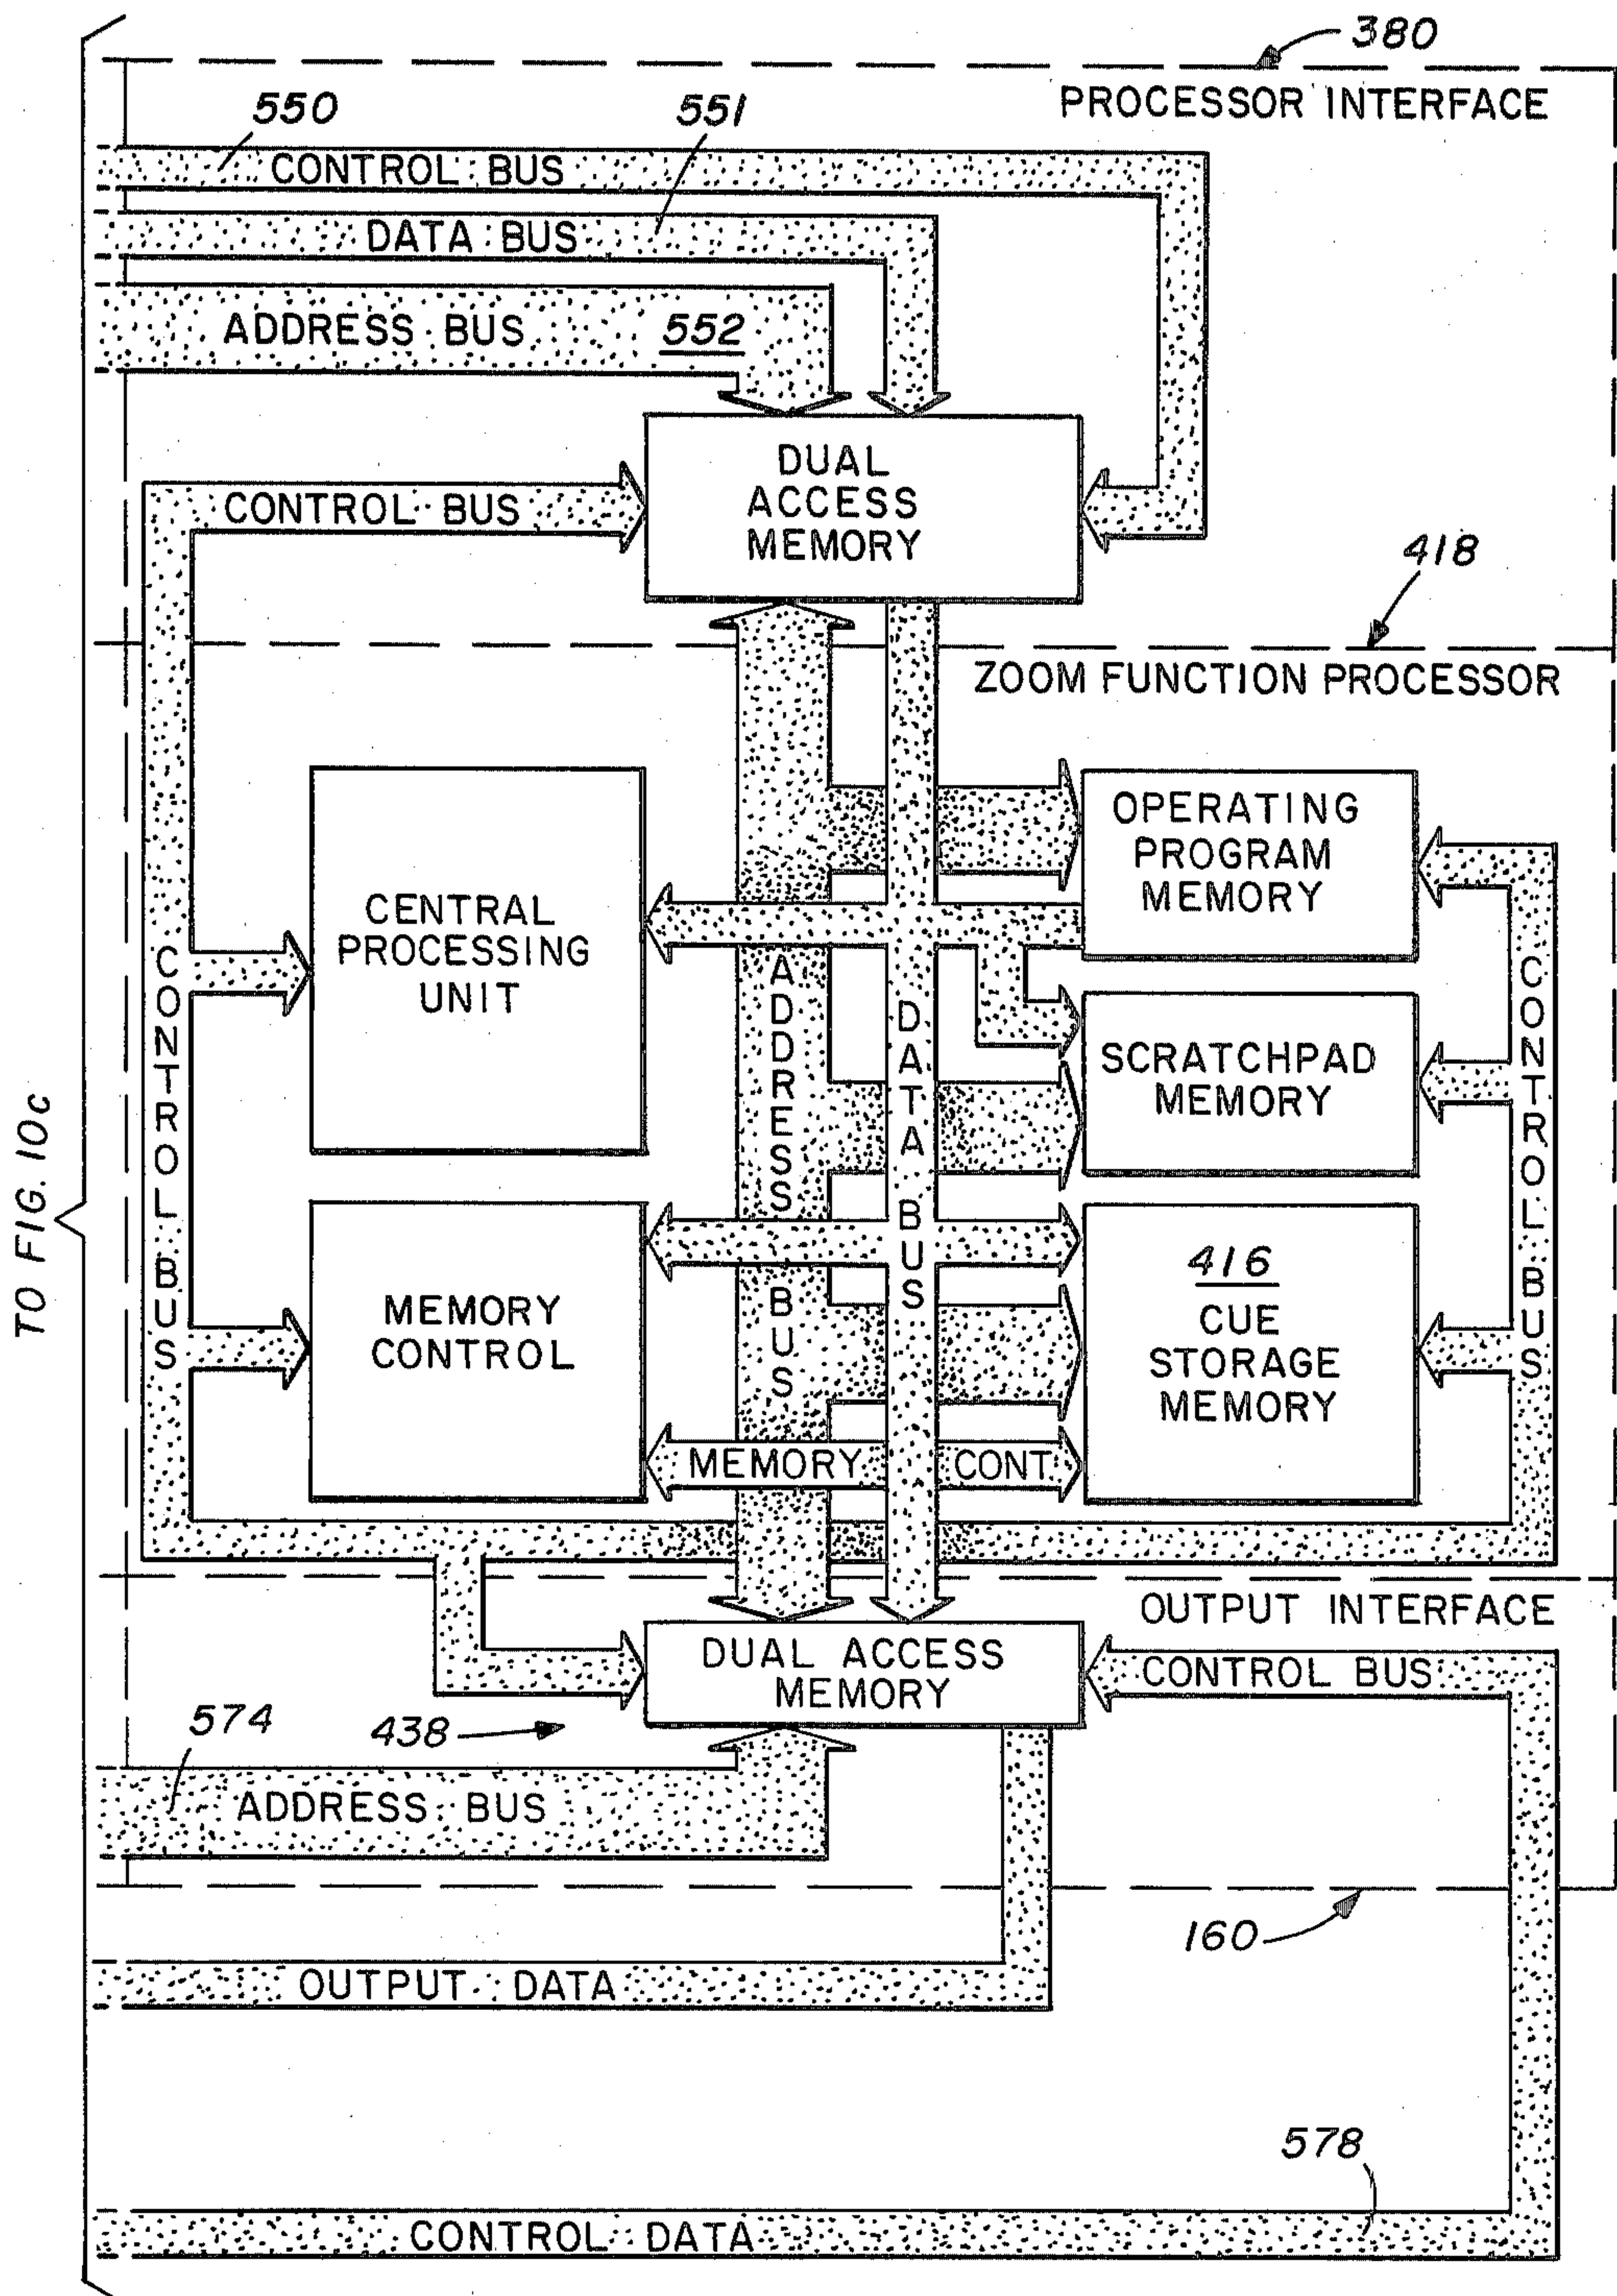 380
PROCESSOR INTERFACE
550
551
CONTROL BUS
DATA BUS
ADDRESS BUS 552
DUAL
ACCESS
MEMORY
CONTROL BUS
418
ZOOM FUNCTION PROCESSOR
CENTRAL
PROCESSING
UNIT
OPERATING
PROGRAM
MEMORY
SCRATCHPAD
MEMORY
CONTROL BUS
ADDRESS BUS
DATA BUS
CONTROL BUS
TO FIG. 10c
MEMORY
CONTROL
416
CUE
STORAGE
MEMORY
MEMORY CONT
OUTPUT INTERFACE
DUAL ACCESS
MEMORY
CONTROL BUS
574
438
ADDRESS BUS
160
OUTPUT DATA
578
CONTROL DATA